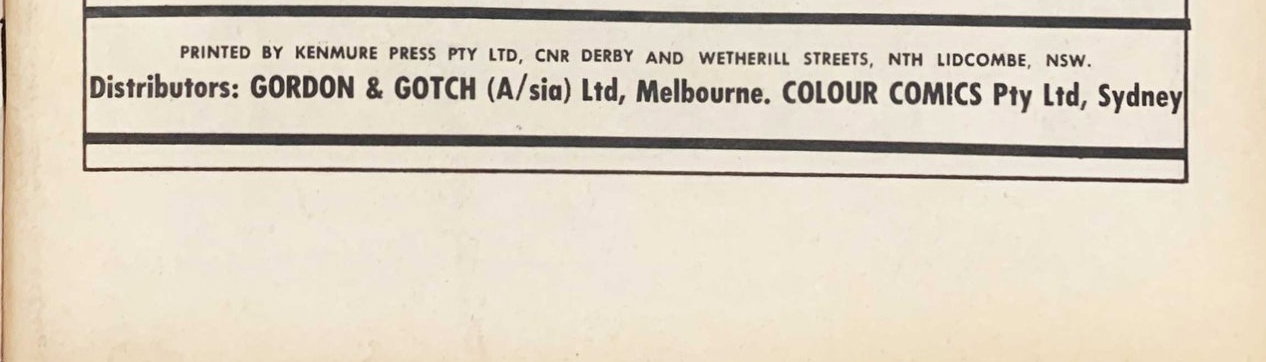 PRINTED BY KENMURE PRESS PTY LTD, CNR DERBY AND WETHERILL STREETS, NTH LIDCOMBE, NSW.
Distributors: GORDON & GOTCH (A/sia) Ltd, Melbourne. COLOUR COMICS Pty Ltd, Sydney